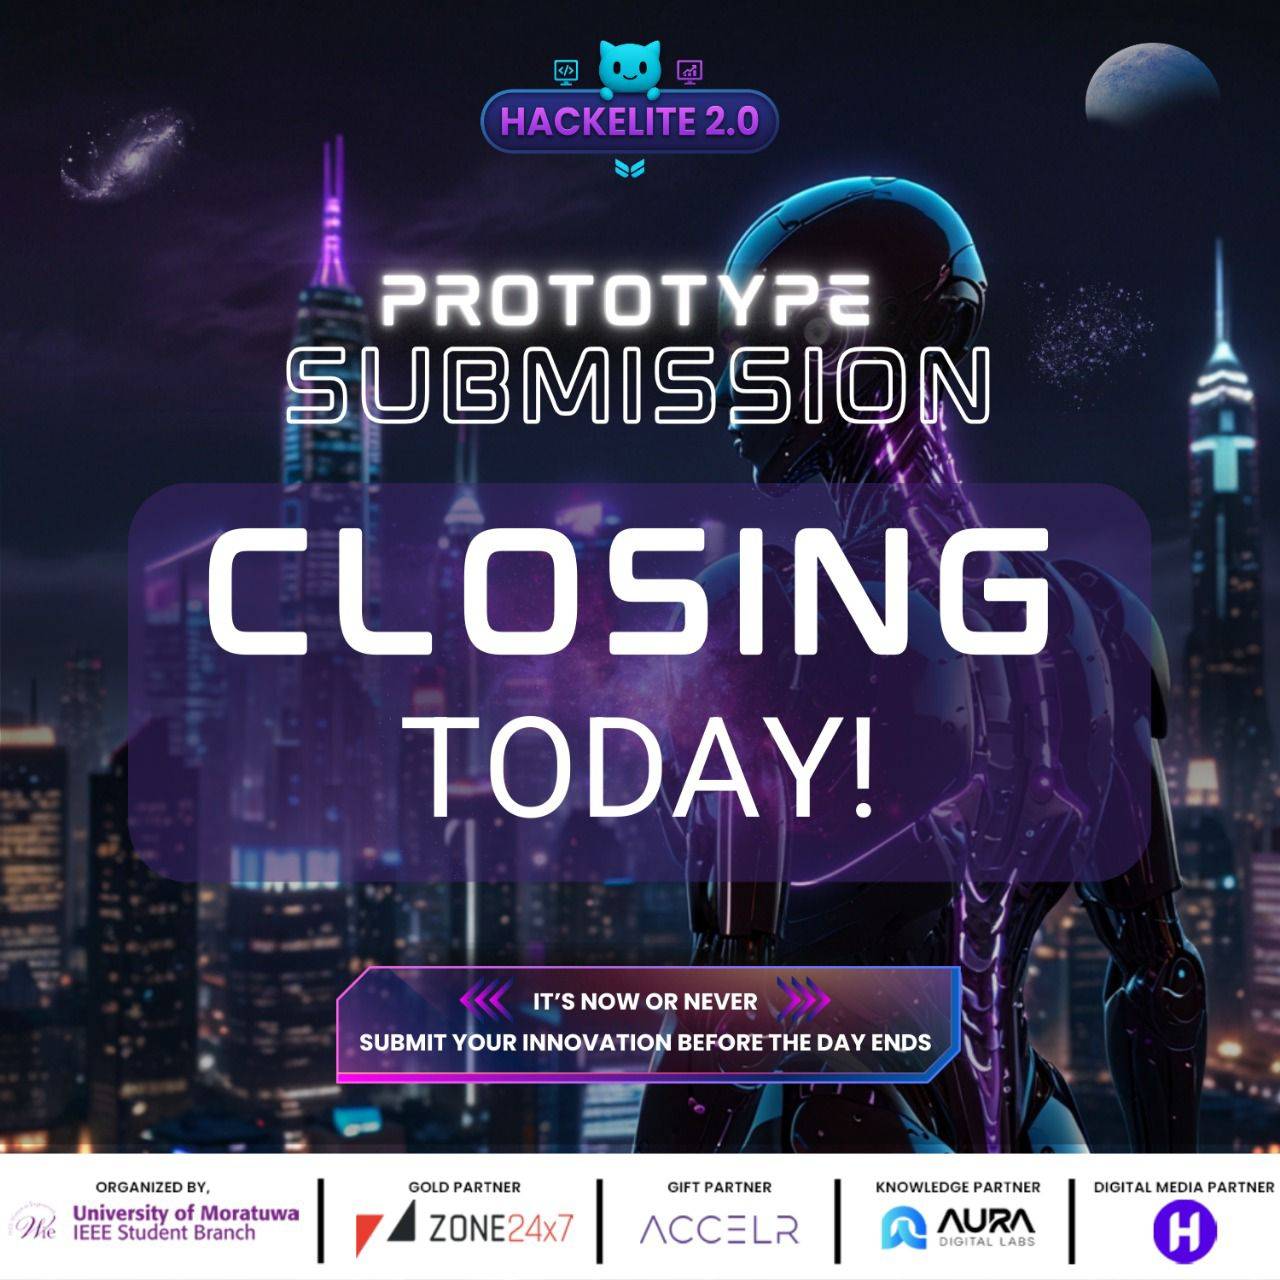 HACKELITE 2.0
PROTOTYPE
SUBMISSION
CLOSING
TODAY!
IT'S NOW OR NEVER
SUBMIT YOUR INNOVATION BEFORE THE DAY ENDS
ORGANIZED BY,
Wie
University of Moratuwa
IEEE Student Branch
GOLD PARTNER
ZONE24x7
GIFT PARTNER
ACCELR
KNOWLEDGE PARTNER
AURA
DIGITAL LABS
DIGITAL MEDIA PARTNER
H